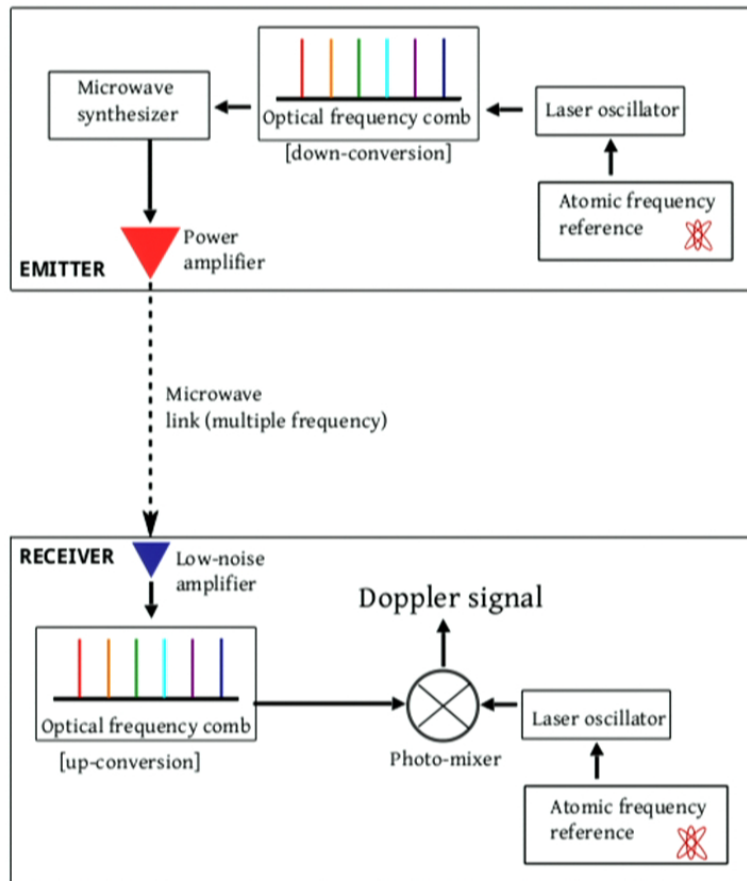 Microwave
synthesizer
Optical frequency comb
[down-conversion]
Laser oscillator
Atomic frequency
reference
Power
amplifier
EMITTER
Microwave
link (multiple frequency)
RECEIVER
Low-noise
amplifier
Doppler signal
Optical frequency comb
[up-conversion]
Photo-mixer
Laser oscillator
Atomic frequency
reference